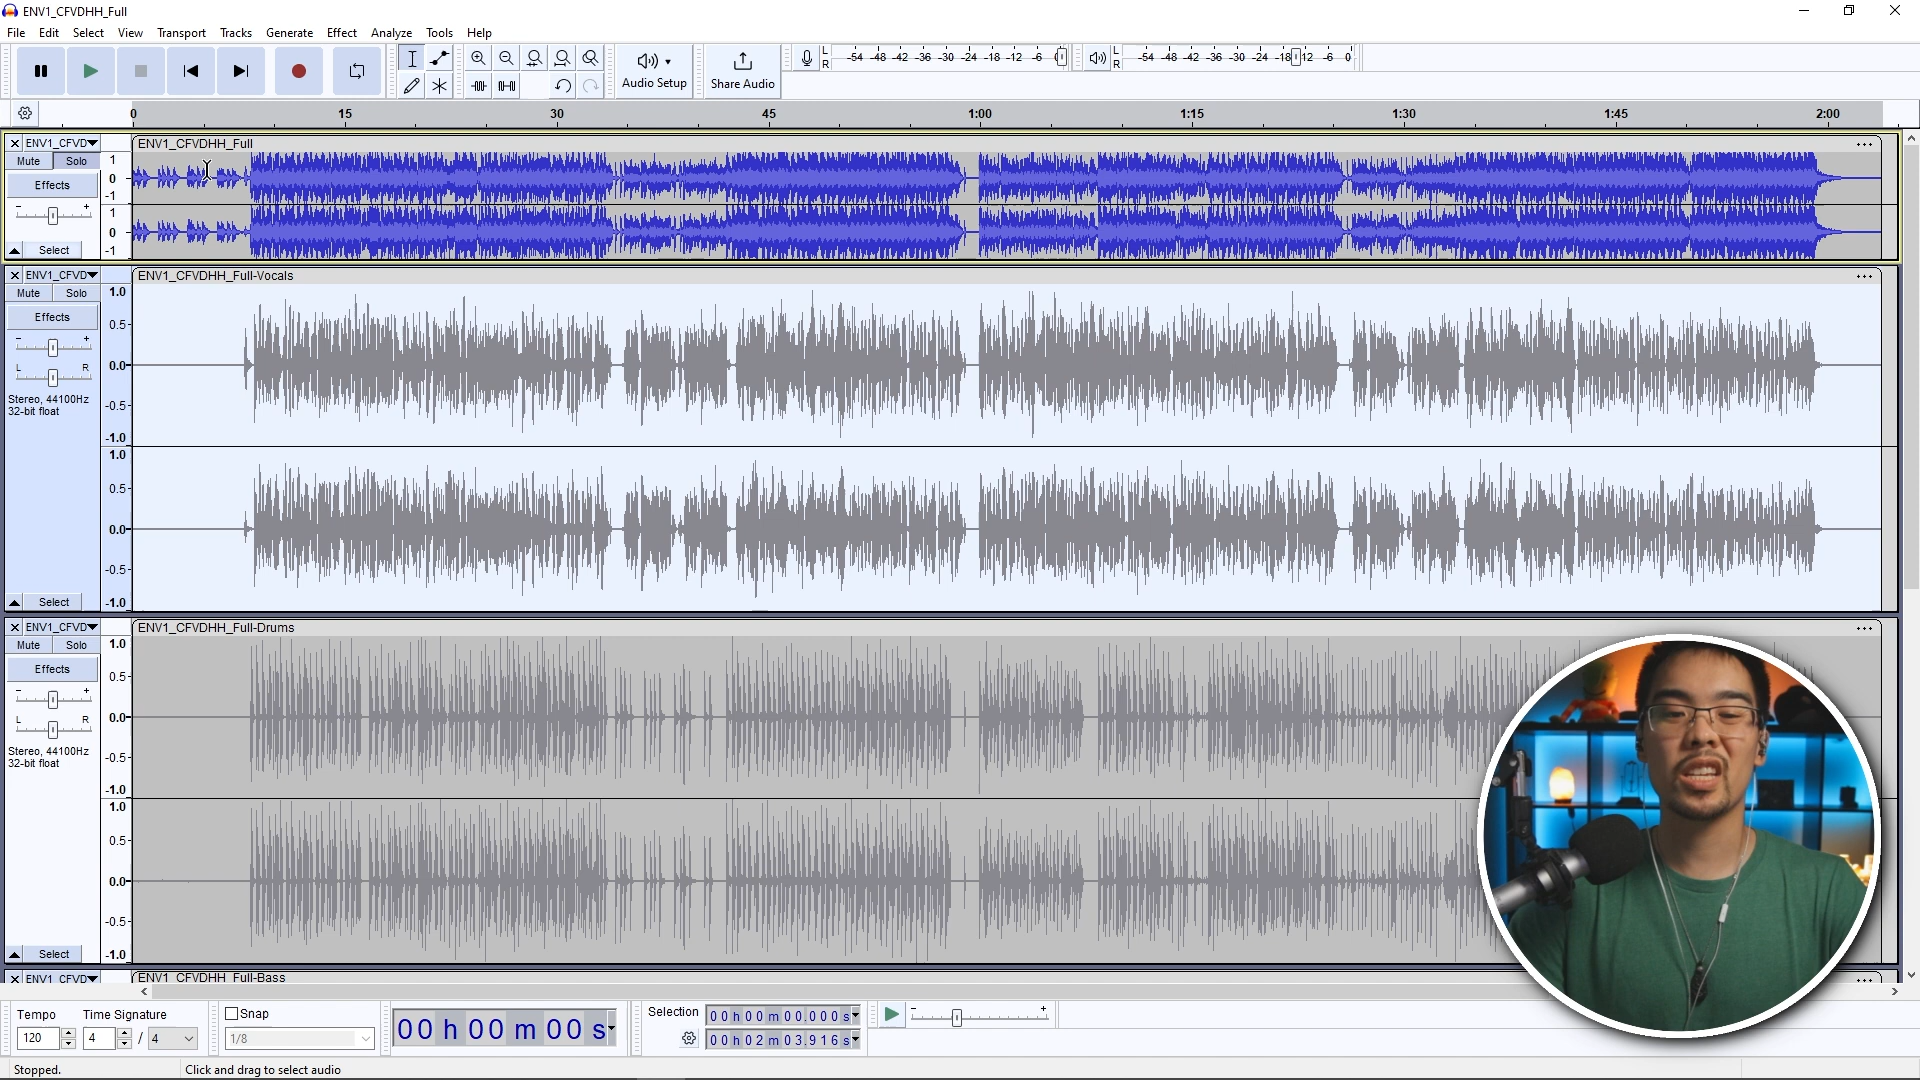 ENV1_CFVDHH_Full
File Edit Select View Transport Tracks Generate Effect Analyze Tools Help
Audio Setup
Share Audio
L
R
-54 -48 -42 -36 -30 -24 -18 -12 -6 0
L
R
-54 -48 -42 -36 -30 -24 -18 -12 -6 0
0 15 30 45 1:00 1:15 1:30 1:45 2:00
ENV1_CFVD
Mute Solo
Effects
- +
Select
1
0
-1
1
0
-1
ENV1_CFVDHH_Full
ENV1_CFVD
Mute Solo
Effects
- +
L R
Stereo, 44100Hz
32-bit float
Select
1.0
0.5
0.0
-0.5
-1.0
1.0
0.5
0.0
-0.5
-1.0
ENV1_CFVDHH_Full-Vocals
ENV1_CFVD
Mute Solo
Effects
- +
L R
Stereo, 44100Hz
32-bit float
Select
1.0
0.5
0.0
-0.5
-1.0
1.0
0.5
0.0
-0.5
-1.0
ENV1_CFVDHH_Full-Drums
ENV1_CFVD
ENV1_CFVDHH_Full-Bass
Tempo
120
Time Signature
4 / 4
Snap
1/8
00 h 00 m 00 s
Selection
00 h 00 m 00.000 s
00 h 02 m 03.916 s
- +
Stopped.
Click and drag to select audio